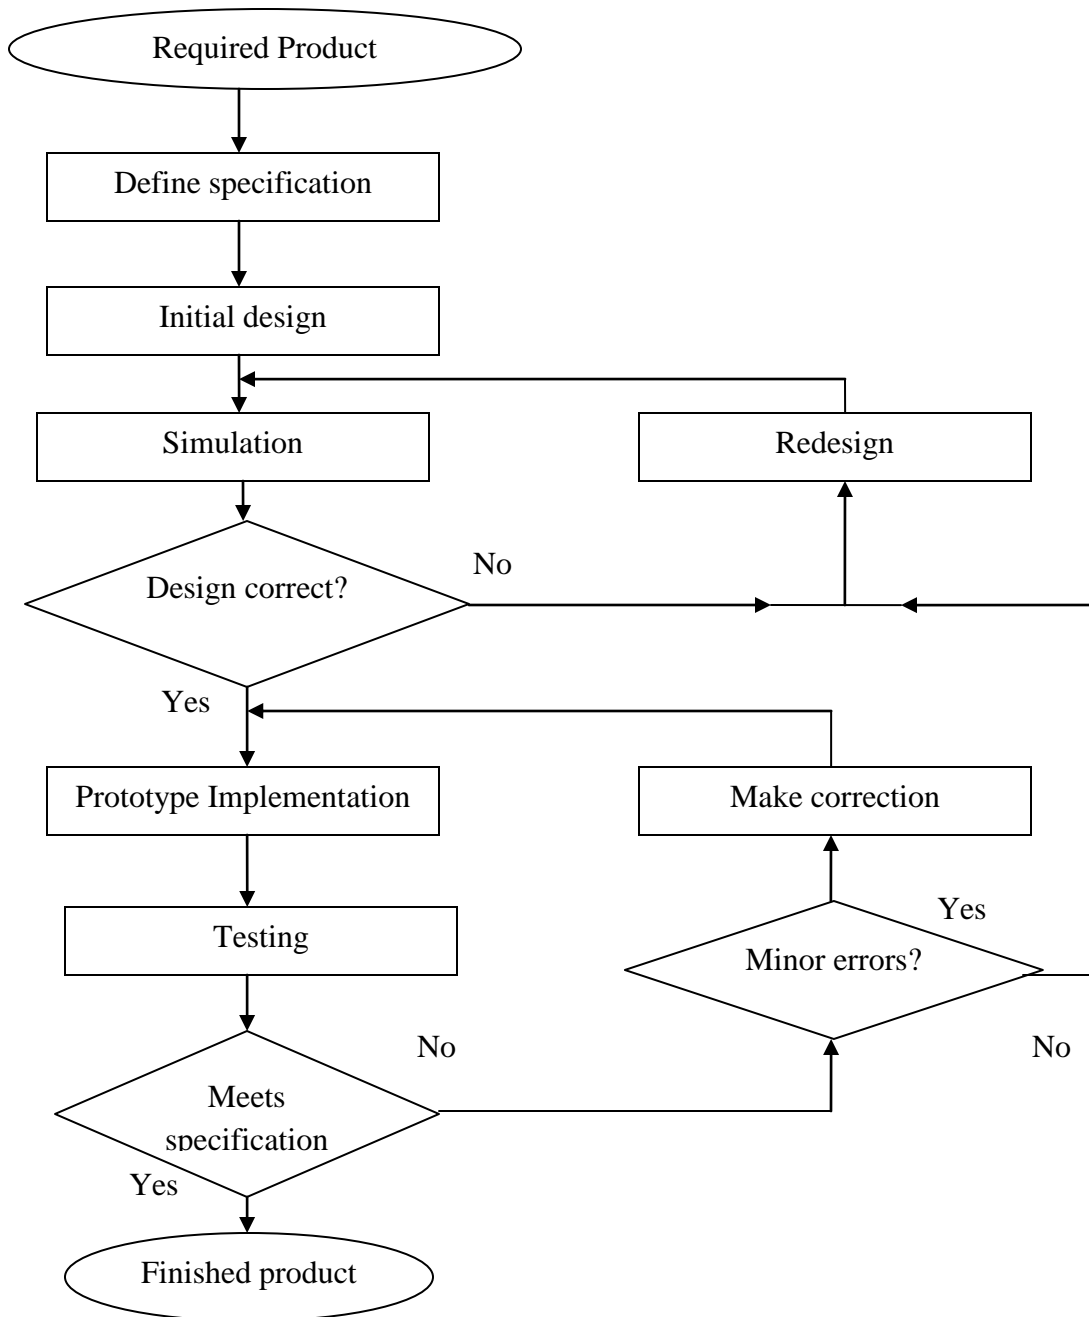 Required Product
Define specification
Initial design
Simulation
Redesign
Design correct?
No
Yes
Prototype Implementation
Make correction
Testing
Yes
Minor errors?
No
No
Meets
specification
Yes
Finished product